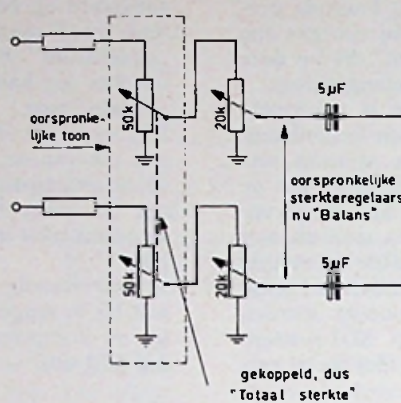 oorspronke-
lijke toon
50k
20k
5µF
oorspronkelijke
sterkteregelaars
nu "Balans"
50k
20k
5µF
gekoppeld, dus
"Totaal sterkte"